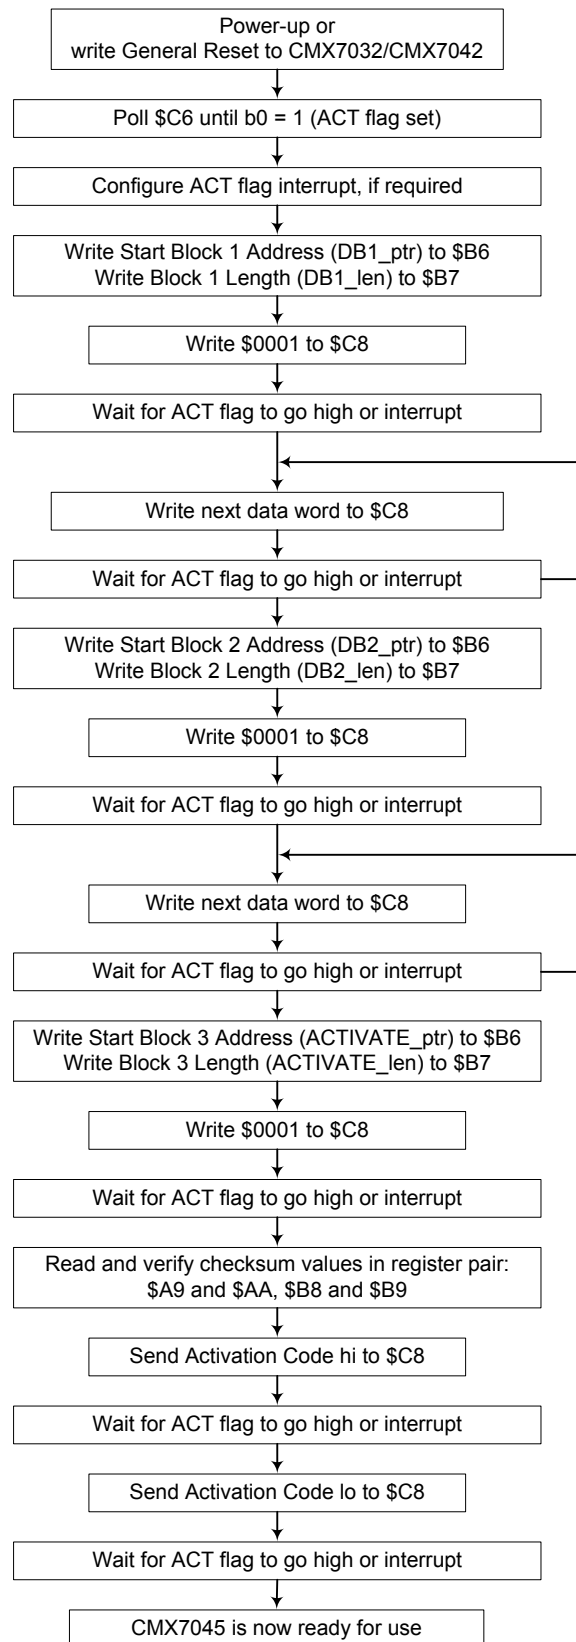 Power-up or
write General Reset to CMX7032/CMX7042
Poll $C6 until b0 = 1 (ACT flag set)
Configure ACT flag interrupt, if required
Write Start Block 1 Address (DB1_ptr) to $B6
Write Block 1 Length (DB1_len) to $B7
Write $0001 to $C8
Wait for ACT flag to go high or interrupt
Write next data word to $C8
Wait for ACT flag to go high or interrupt
Write Start Block 2 Address (DB2_ptr) to $B6
Write Block 2 Length (DB2_len) to $B7
Write $0001 to $C8
Wait for ACT flag to go high or interrupt
Write next data word to $C8
Wait for ACT flag to go high or interrupt
Write Start Block 3 Address (ACTIVATE_ptr) to $B6
Write Block 3 Length (ACTIVATE_len) to $B7
Write $0001 to $C8
Wait for ACT flag to go high or interrupt
Read and verify checksum values in register pair:
$A9 and $AA, $B8 and $B9
Send Activation Code hi to $C8
Wait for ACT flag to go high or interrupt
Send Activation Code lo to $C8
Wait for ACT flag to go high or interrupt
CMX7045 is now ready for use